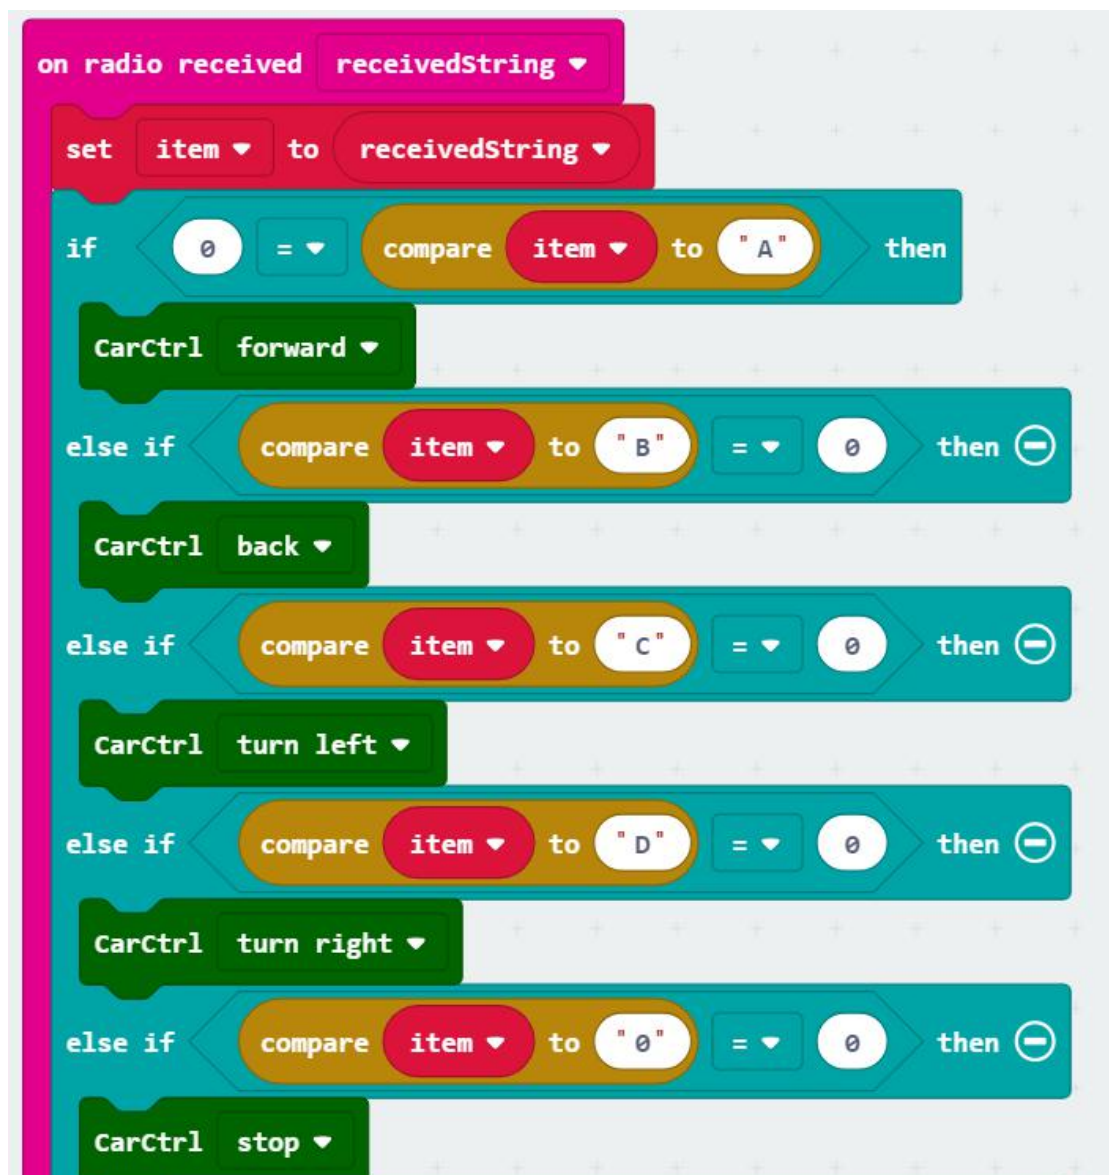 on radio received receivedString
set item to receivedString
if 0 = compare item to "A" then
CarCtrl forward
else if compare item to "B" = 0 then
CarCtrl back
else if compare item to "C" = 0 then
CarCtrl turn left
else if compare item to "D" = 0 then
CarCtrl turn right
else if compare item to "0" = 0 then
CarCtrl stop